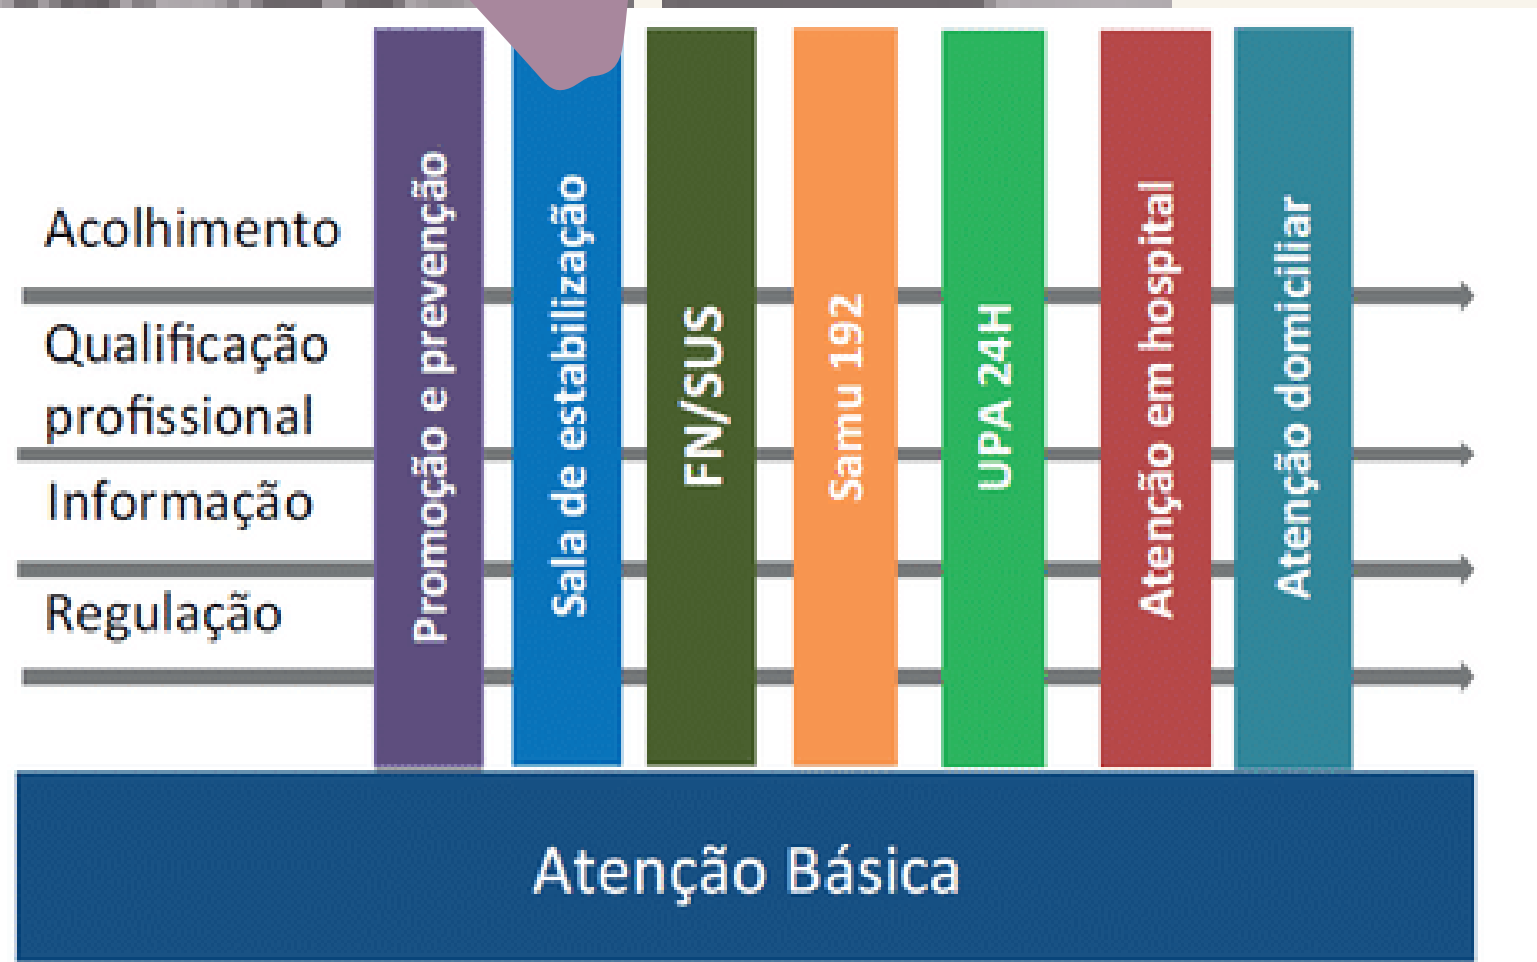 Acolhimento
Qualificação
profissional
Informação
Regulação
Promoção e prevenção
Sala de estabilização
FN/SUS
Samu 192
UPA 24H
Atenção em hospital
Atenção domiciliar
Atenção Básica